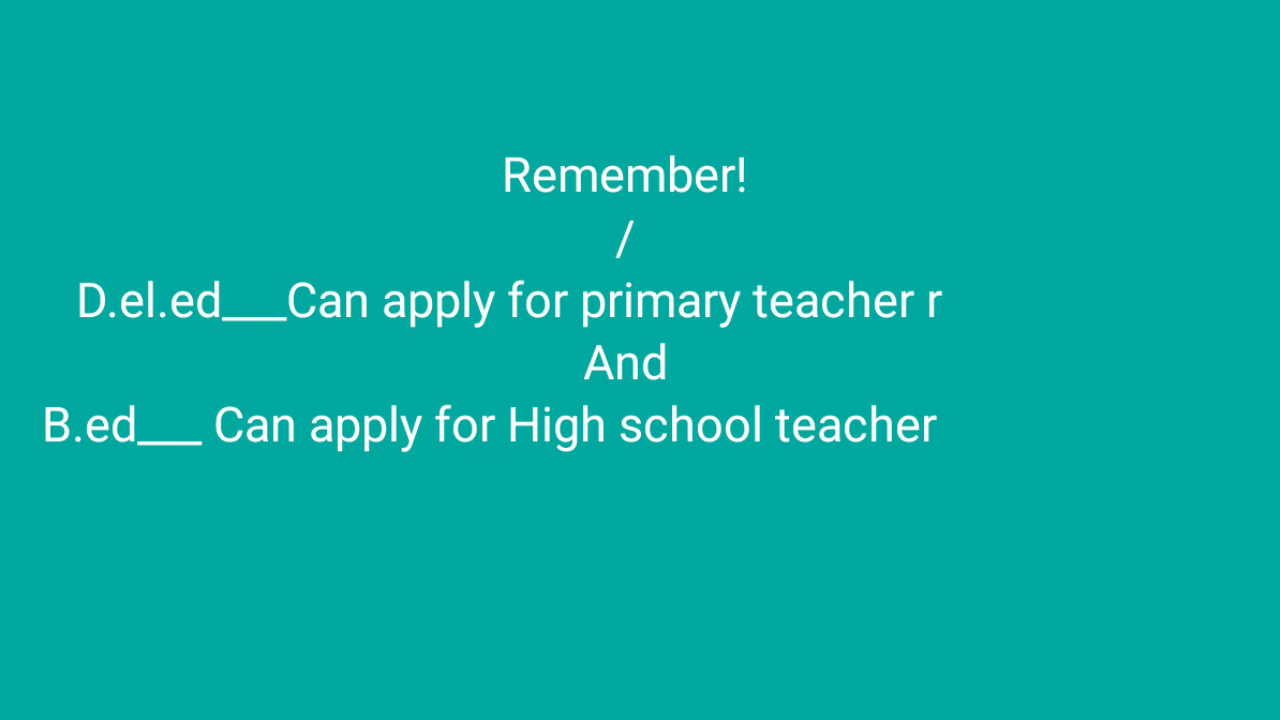 Remember!
/
D.el.ed___Can apply for primary teacher r
And
B.ed___ Can apply for High school teacher